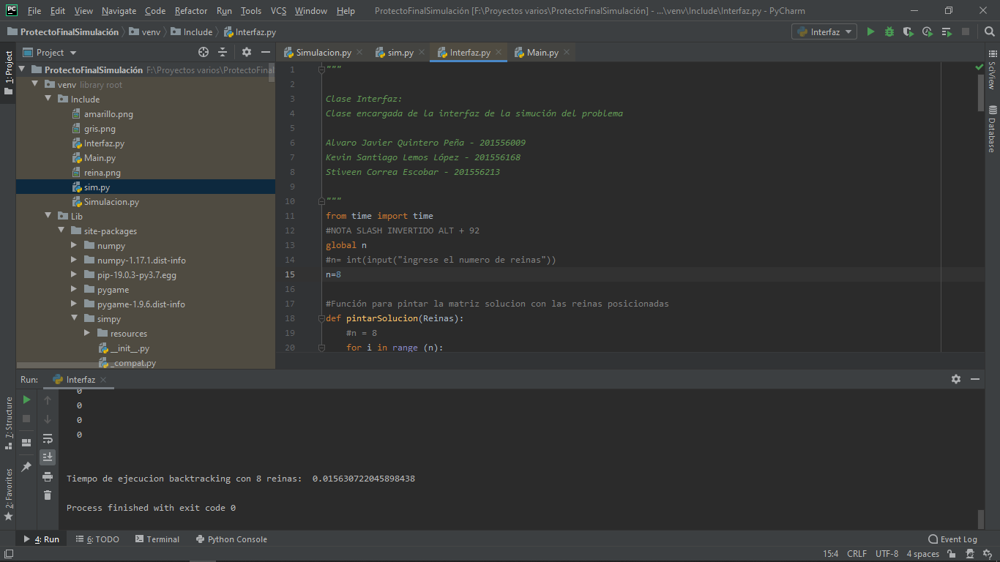 File Edit View Navigate Code Refactor Run Tools VCS Window Help ProtectoFinalSimulación [F:\Proyectos varios\ProtectoFinalSimulación] - ...\venv\Include\Interfaz.py - PyCharm
ProtectoFinalSimulación venv Include Interfaz.py Interfaz
1: Project
Project
Simulacion.py sim.py Interfaz.py Main.py
ProtectoFinalSimulación F:\Proyectos varios\ProtectoFinal
venv library root
Include
amarillo.png
gris.png
Interfaz.py
Main.py
reina.png
sim.py
Simulacion.py
Lib
site-packages
numpy
numpy-1.17.1.dist-info
pip-19.0.3-py3.7.egg
pygame
pygame-1.9.6.dist-info
simpy
resources
__init__.py
_compat.py
1 """
2
3 Clase Interfaz:
4 Clase encargada de la interfaz de la simución del problema
5
6 Alvaro Javier Quintero Peña - 201556009
7 Kevin Santiago Lemos López - 201556168
8 Stiveen Correa Escobar - 201556213
9
10 """
11 from time import time
12 #NOTA SLASH INVERTIDO ALT + 92
13 global n
14 #n= int(input("ingrese el numero de reinas"))
15 n=8
16
17 #Función para pintar la matriz solucion con las reinas posicionadas
18 def pintarSolucion(Reinas):
19 #n = 8
20 for i in range (n):
SciView
Database
Run: Interfaz
7: Structure
2: Favorites
0
0
0
0
Tiempo de ejecucion backtracking con 8 reinas:  0.015630722045898438
Process finished with exit code 0
4: Run 6: TODO Terminal Python Console Event Log
15:4 CRLF UTF-8 4 spaces